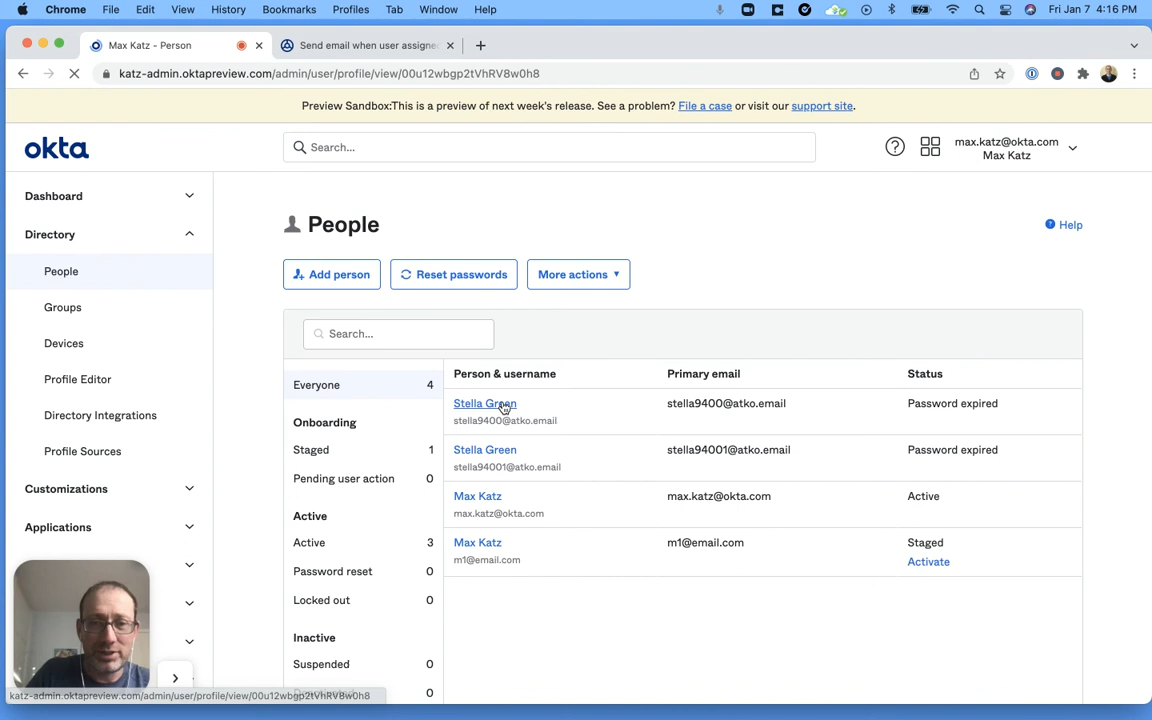 Chrome File Edit View History Bookmarks Profiles Tab Window Help Fri Jan 7 4:16 PM
Max Katz - Person
Send email when user assigne
katz-admin.oktapreview.com/admin/user/profile/view/00u12wbgp2tVhRV8w0h8
Preview Sandbox:This is a preview of next week's release. See a problem? File a case or visit our support site.
okta
Search...
max.katz@okta.com
Max Katz
Dashboard
Directory
People
Groups
Devices
Profile Editor
Directory Integrations
Profile Sources
Customizations
Applications
People
Help
Add person
Reset passwords
More actions
Search...
Everyone 4
Onboarding
Staged 1
Pending user action 0
Active
Active 3
Password reset 0
Locked out 0
Inactive
Suspended 0
0
Person & username Primary email Status
Stella Green stella9400@atko.email Password expired
stella9400@atko.email
Stella Green stella94001@atko.email Password expired
stella94001@atko.email
Max Katz max.katz@okta.com Active
max.katz@okta.com
Max Katz m1@email.com Staged
m1@email.com Activate
katz-admin.oktapreview.com/admin/user/profile/view/00u12wbgp2tVhRV8w0h8